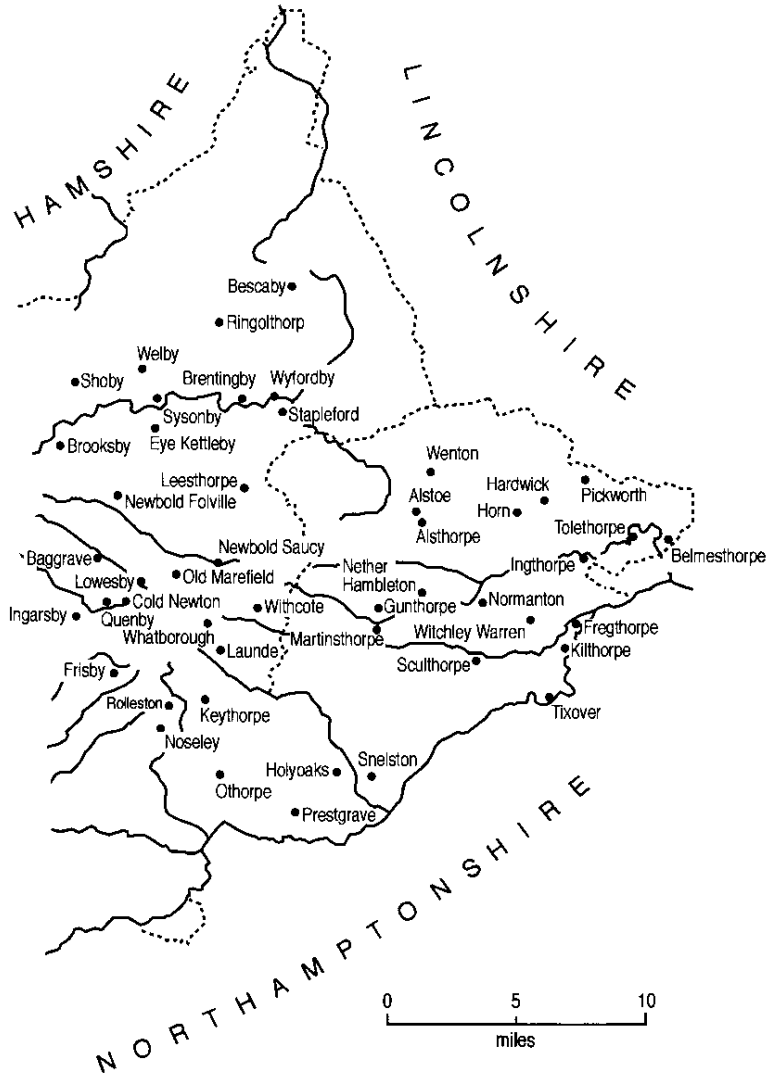 HAMSHIRE
LINCOLNSHIRE
Bescaby
Ringolthorp
Welby
Shoby
Brentingby
Wyfordby
Sysonby
Stapleford
Eye Kettleby
Brooksby
Wenton
Leesthorpe
Hardwick
Pickworth
Newbold Folville
Alstoe
Horn
Alsthorpe
Tolethorpe
Newbold Saucy
Ingthorpe
Belmesthorpe
Baggrave
Old Marefield
Nether
Hambleton
Lowesby
Cold Newton
Withcote
Gunthorpe
Normanton
Ingarsby
Quenby
Whatborough
Martinsthorpe
Witchley Warren
Fregthorpe
Launde
Sculthorpe
Kilthorpe
Frisby
Rolleston
Keythorpe
Tixover
Noseley
Holyoaks
Snelston
Othorpe
Prestgrave
NORTHAMPTONSHIRE
0 5 10
miles